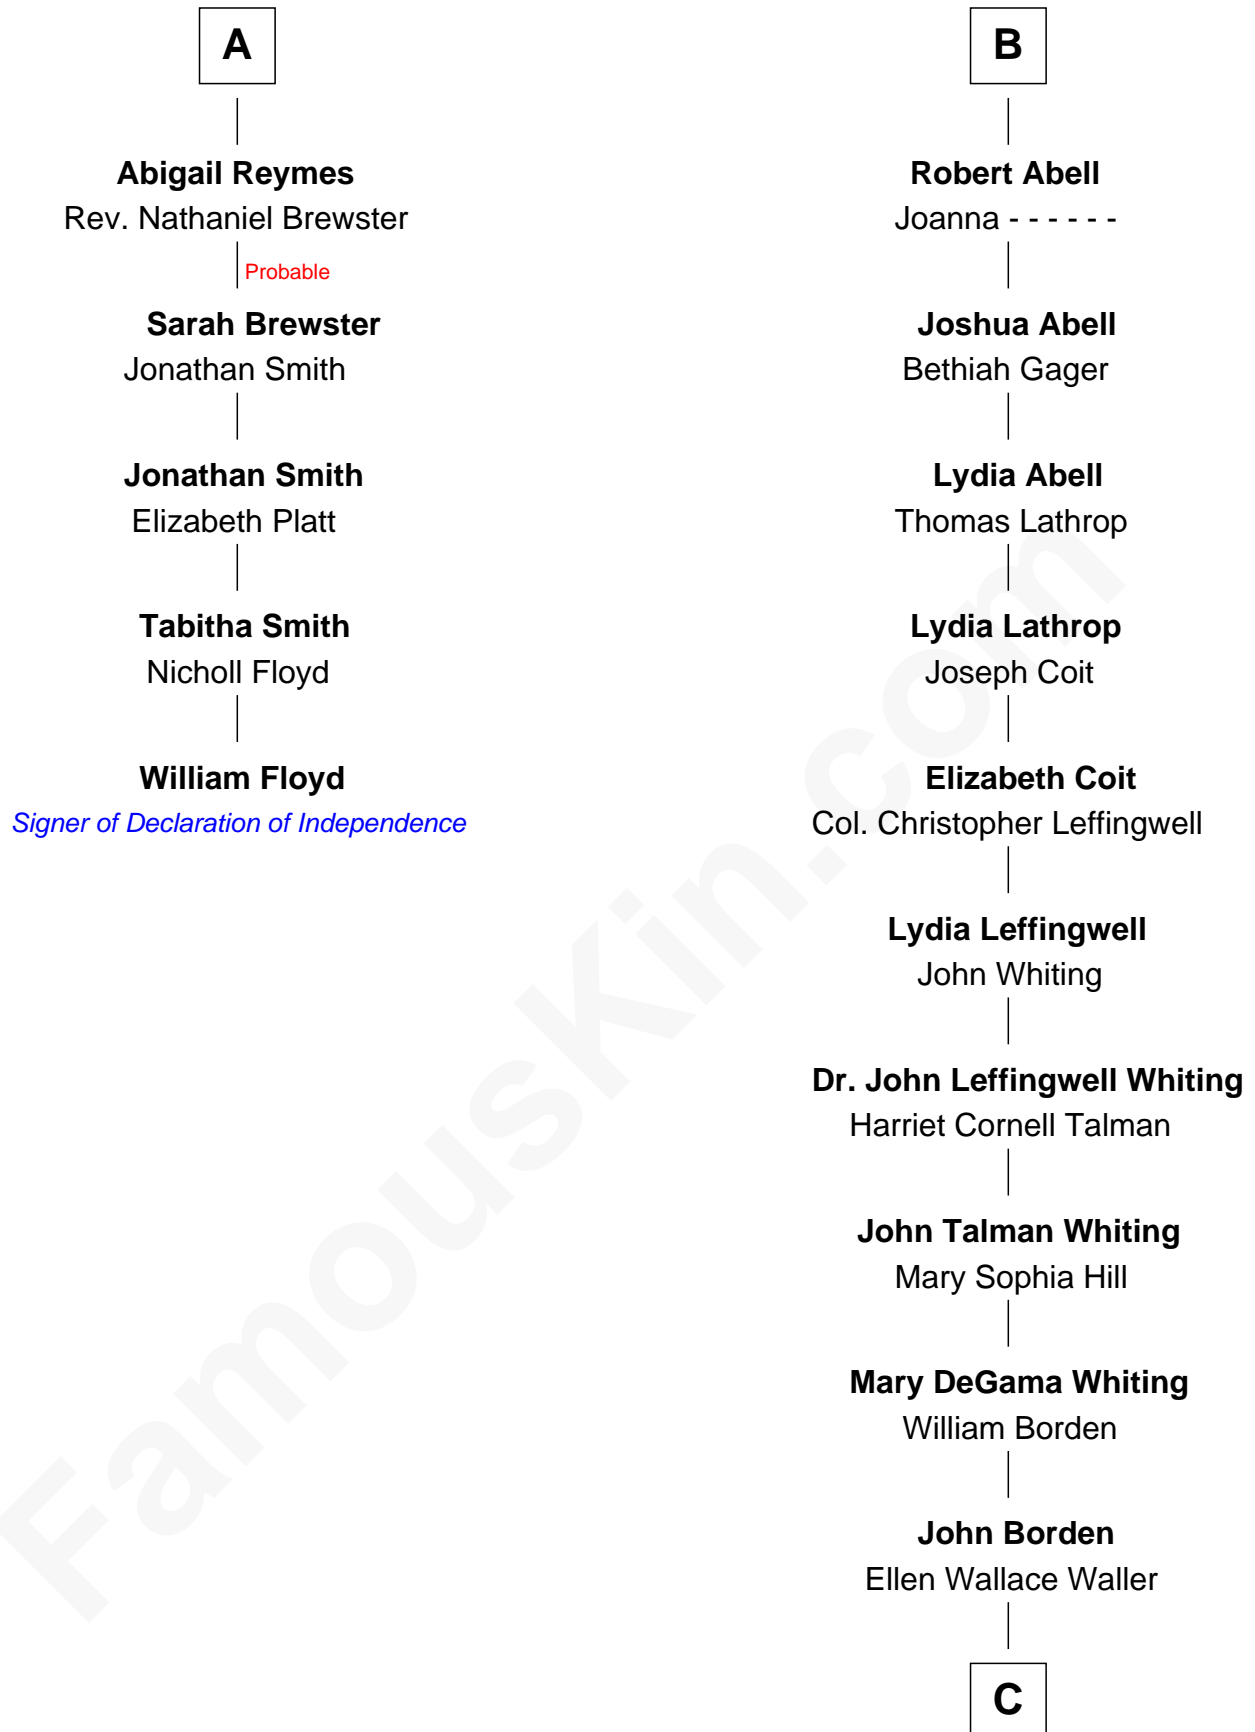 A
Abigail Reymes
Rev. Nathaniel Brewster
Probable
Sarah Brewster
Jonathan Smith
Jonathan Smith
Elizabeth Platt
Tabitha Smith
Nicholl Floyd
William Floyd
Signer of Declaration of Independence
B
Robert Abell
Joanna - - - - - -
Joshua Abell
Bethiah Gager
Lydia Abell
Thomas Lathrop
Lydia Lathrop
Joseph Coit
Elizabeth Coit
Col. Christopher Leffingwell
Lydia Leffingwell
John Whiting
Dr. John Leffingwell Whiting
Harriet Cornell Talman
John Talman Whiting
Mary Sophia Hill
Mary DeGama Whiting
William Borden
John Borden
Ellen Wallace Waller
C
FamousKin.com